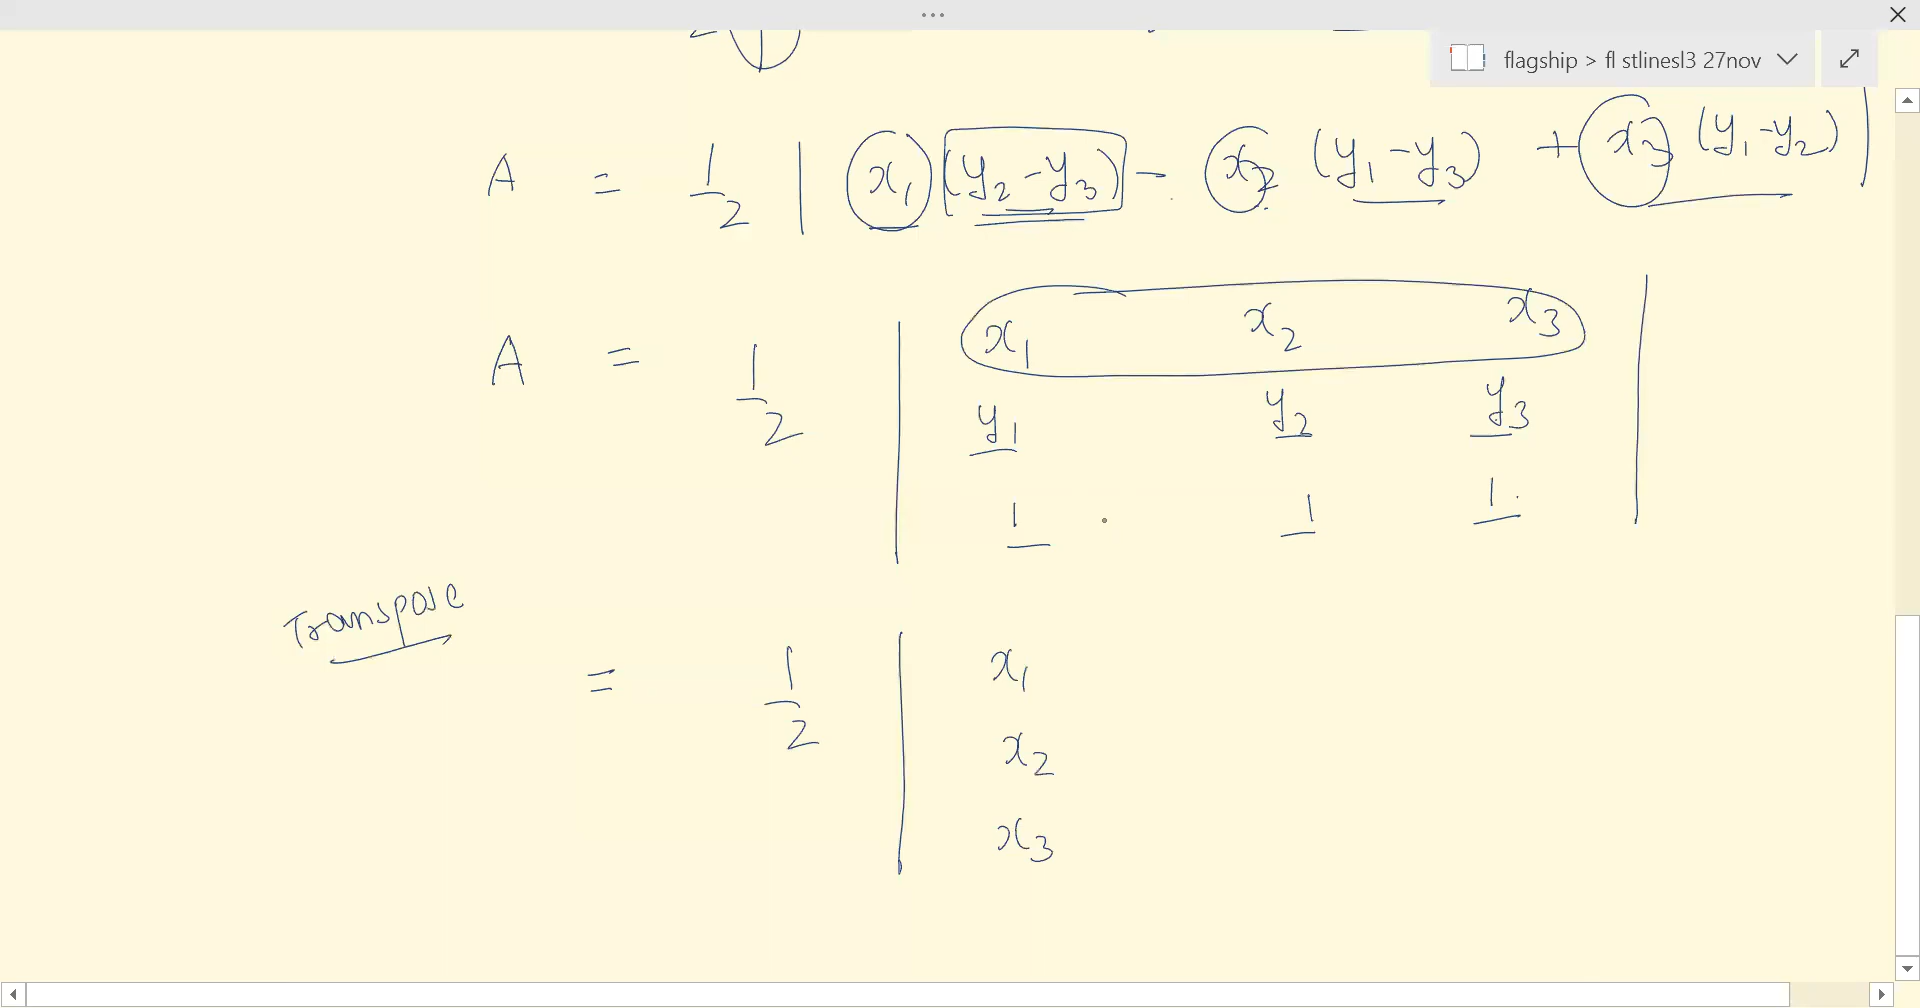 flagship > fl stlinesl3 27nov
A = 1/2 | x₁ (y₂ - y₃) - x₂ (y₁ - y₃) + x₃ (y₁ - y₂) |
A = 1/2 | x₁ x₂ x₃ |
y₁ y₂ y₃
1 1 1
Transpose
= 1/2 | x₁
x₂
x₃